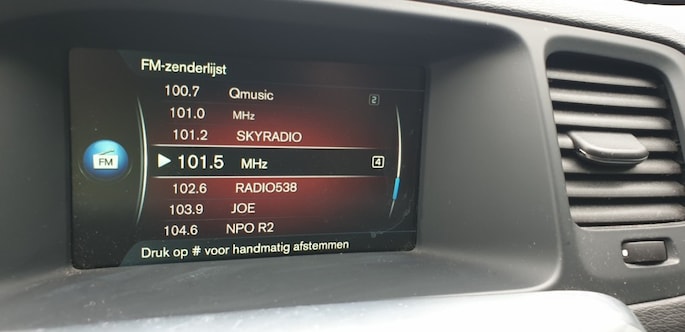 FM-zenderlijst
100.7 Qmusic 2
101.0 MHz
101.2 SKYRADIO
FM 101.5 MHz 4
102.6 RADIO538
103.9 JOE
104.6 NPO R2
Druk op # voor handmatig afstemmen